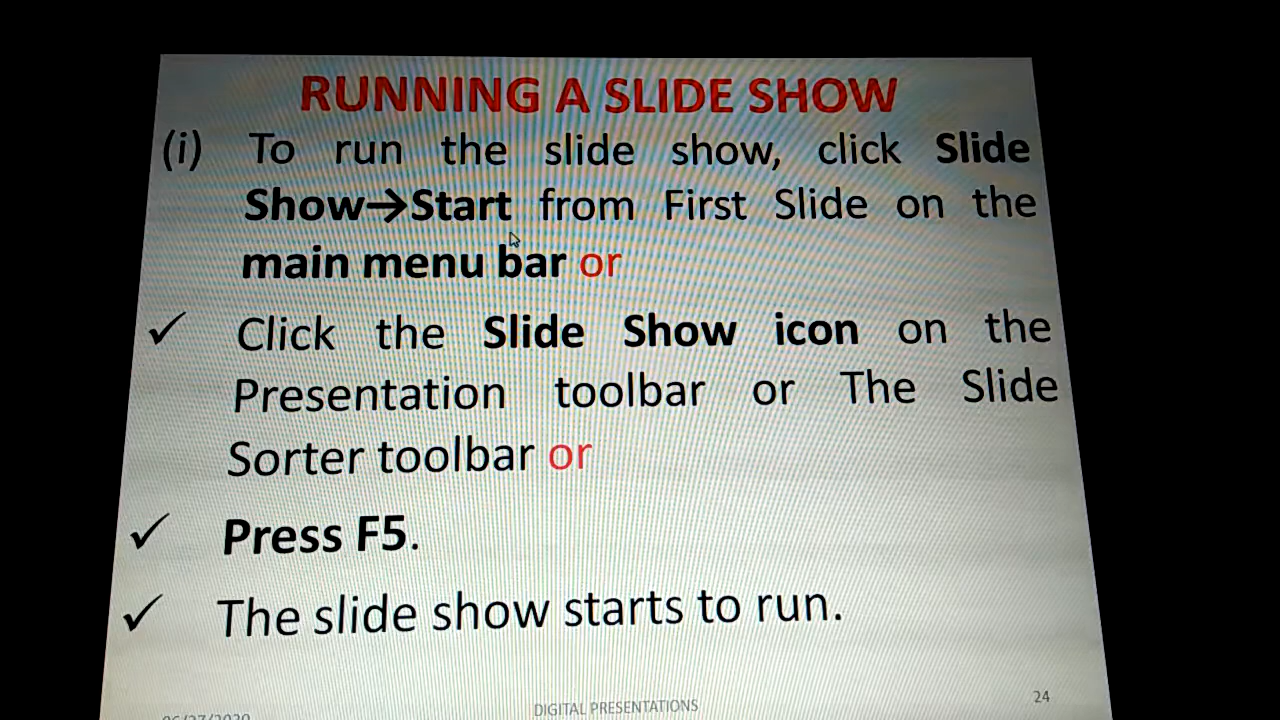 RUNNING A SLIDE SHOW
(i) To run the slide show, click Slide
Show→Start from First Slide on the
main menu bar or
✓ Click the Slide Show icon on the
Presentation toolbar or The Slide
Sorter toolbar or
✓ Press F5.
✓ The slide show starts to run.
24
DIGITAL PRESENTATIONS